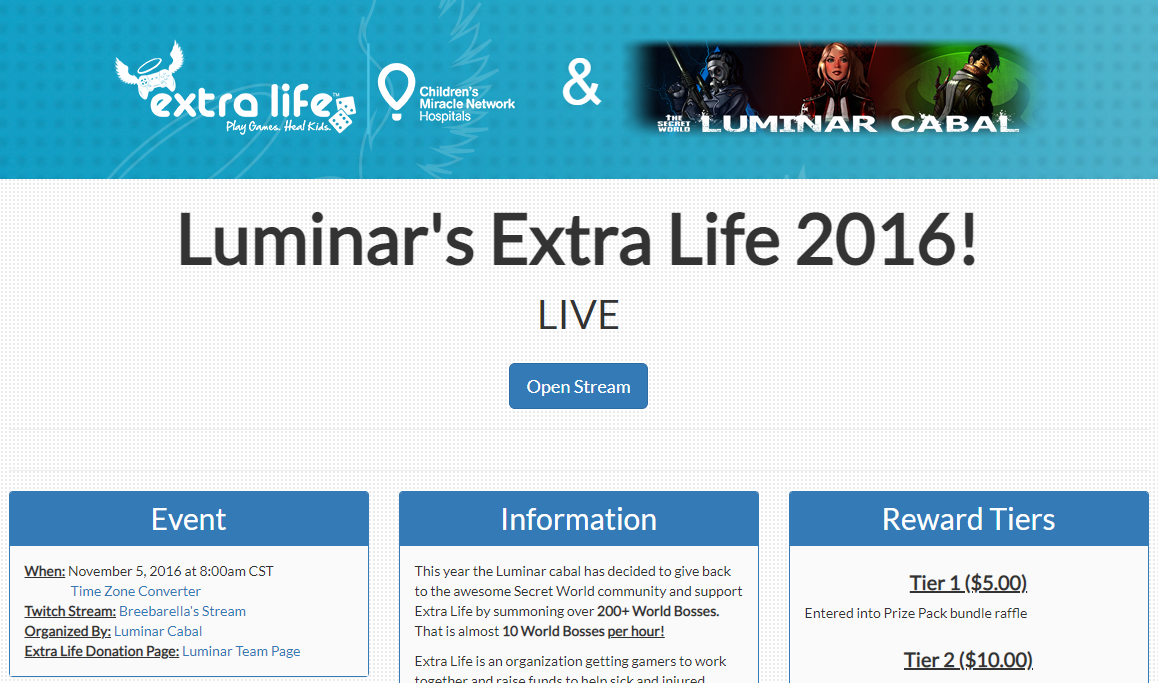 extra life™
Play Games. Heal Kids.
Children's
Miracle Network
Hospitals
&
THE
SECRET
WORLD
LUMINAR CABAL
Luminar's Extra Life 2016!
LIVE
Open Stream
Event
When: November 5, 2016 at 8:00am CST
Time Zone Converter
Twitch Stream: Breebarella's Stream
Organized By: Luminar Cabal
Extra Life Donation Page: Luminar Team Page
Information
This year the Luminar cabal has decided to give back
to the awesome Secret World community and support
Extra Life by summoning over 200+ World Bosses.
That is almost 10 World Bosses per hour!
Extra Life is an organization getting gamers to work
together and raise funds to help sick and injured
Reward Tiers
Tier 1 ($5.00)
Entered into Prize Pack bundle raffle
Tier 2 ($10.00)